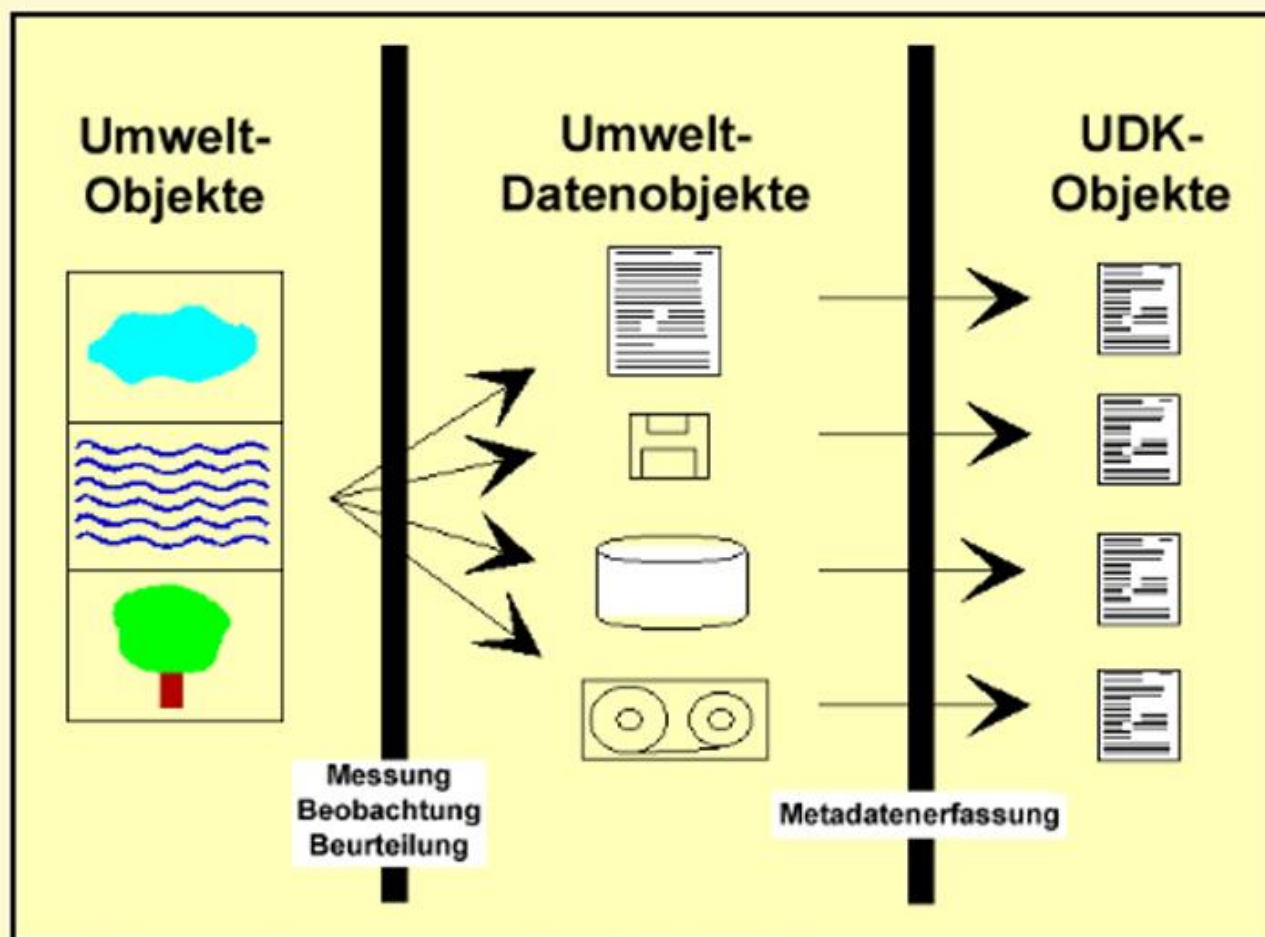 Umwelt-
Objekte
Umwelt-
Datenobjekte
UDK-
Objekte
Messung
Beobachtung
Beurteilung
Metadatenerfassung